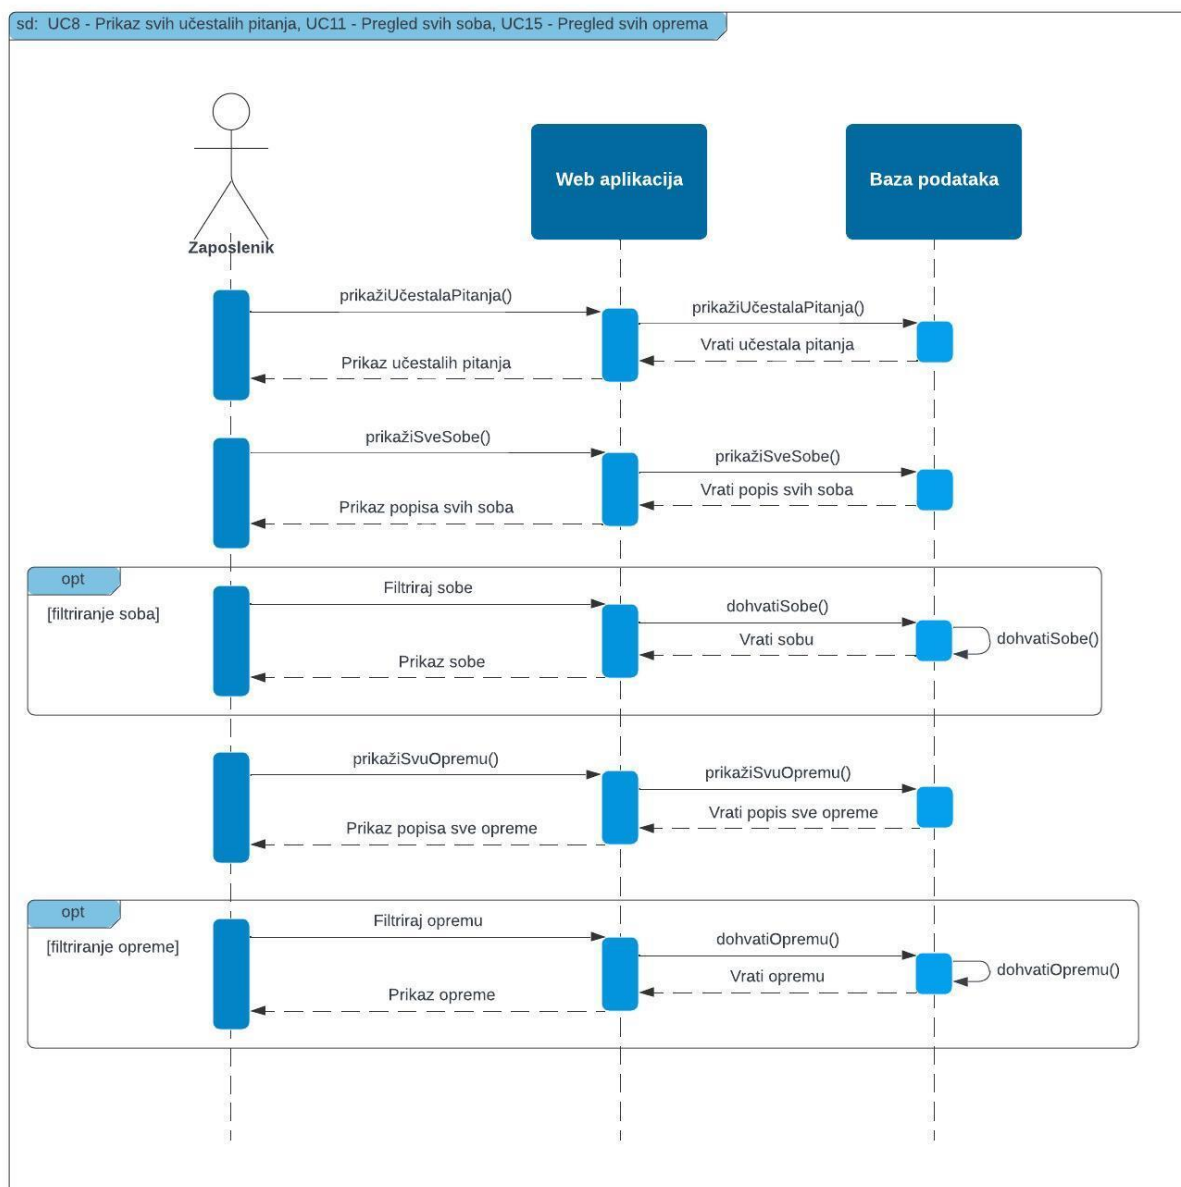 sd: UC8 - Prikaz svih učestalih pitanja, UC11 - Pregled svih soba, UC15 - Pregled svih oprema
Web aplikacija
Baza podataka
Zaposlenik
prikažiUčestalaPitanja()
prikažiUčestalaPitanja()
Vrati učestala pitanja
Prikaz učestalih pitanja
prikažiSveSobe()
prikažiSveSobe()
Vrati popis svih soba
Prikaz popisa svih soba
opt
[filtriranje soba]
Filtriraj sobe
dohvatiSobe()
dohvatiSobe()
Vrati sobu
Prikaz sobe
prikažiSvuOpremu()
prikažiSvuOpremu()
Vrati popis sve opreme
Prikaz popisa sve opreme
opt
[filtriranje opreme]
Filtriraj opremu
dohvatiOpremu()
dohvatiOpremu()
Vrati opremu
Prikaz opreme